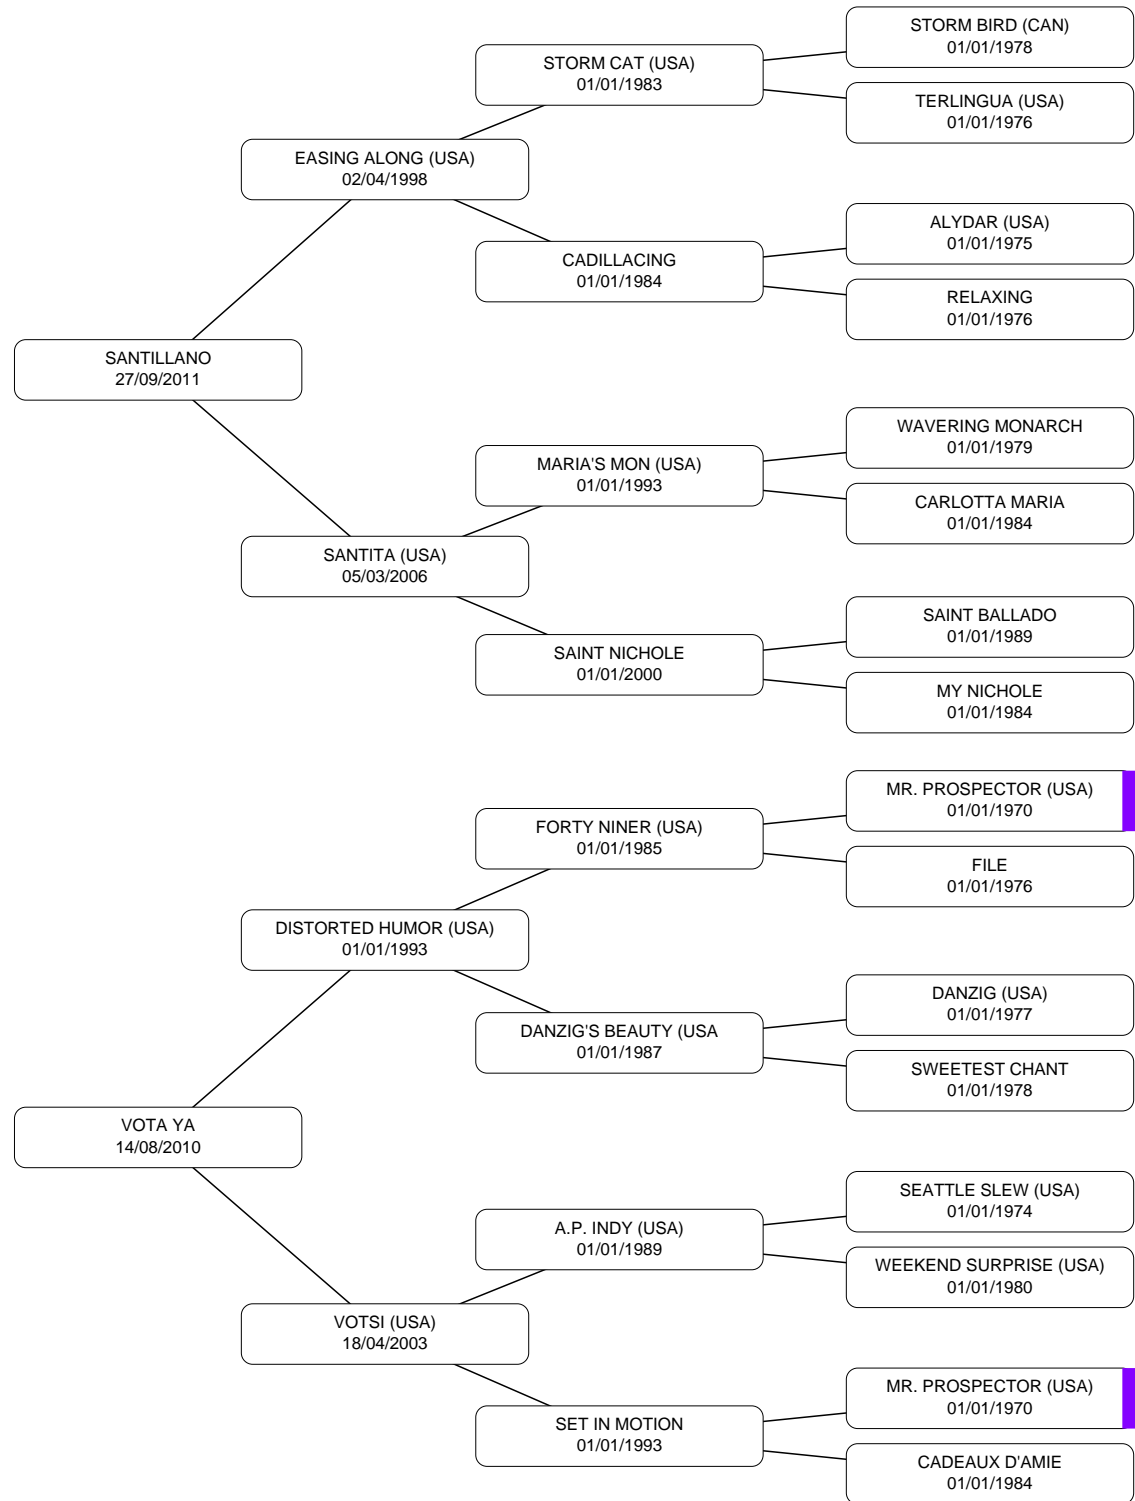 STORM BIRD (CAN)
01/01/1978
STORM CAT (USA)
01/01/1983
TERLINGUA (USA)
01/01/1976
EASING ALONG (USA)
02/04/1998
ALYDAR (USA)
01/01/1975
CADILLACING
01/01/1984
RELAXING
01/01/1976
SANTILLANO
27/09/2011
WAVERING MONARCH
01/01/1979
MARIA'S MON (USA)
01/01/1993
CARLOTTA MARIA
01/01/1984
SANTITA (USA)
05/03/2006
SAINT BALLADO
01/01/1989
SAINT NICHOLE
01/01/2000
MY NICHOLE
01/01/1984
MR. PROSPECTOR (USA)
01/01/1970
FORTY NINER (USA)
01/01/1985
FILE
01/01/1976
DISTORTED HUMOR (USA)
01/01/1993
DANZIG (USA)
01/01/1977
DANZIG'S BEAUTY (USA
01/01/1987
SWEETEST CHANT
01/01/1978
VOTA YA
14/08/2010
SEATTLE SLEW (USA)
01/01/1974
A.P. INDY (USA)
01/01/1989
WEEKEND SURPRISE (USA)
01/01/1980
VOTSI (USA)
18/04/2003
MR. PROSPECTOR (USA)
01/01/1970
SET IN MOTION
01/01/1993
CADEAUX D'AMIE
01/01/1984